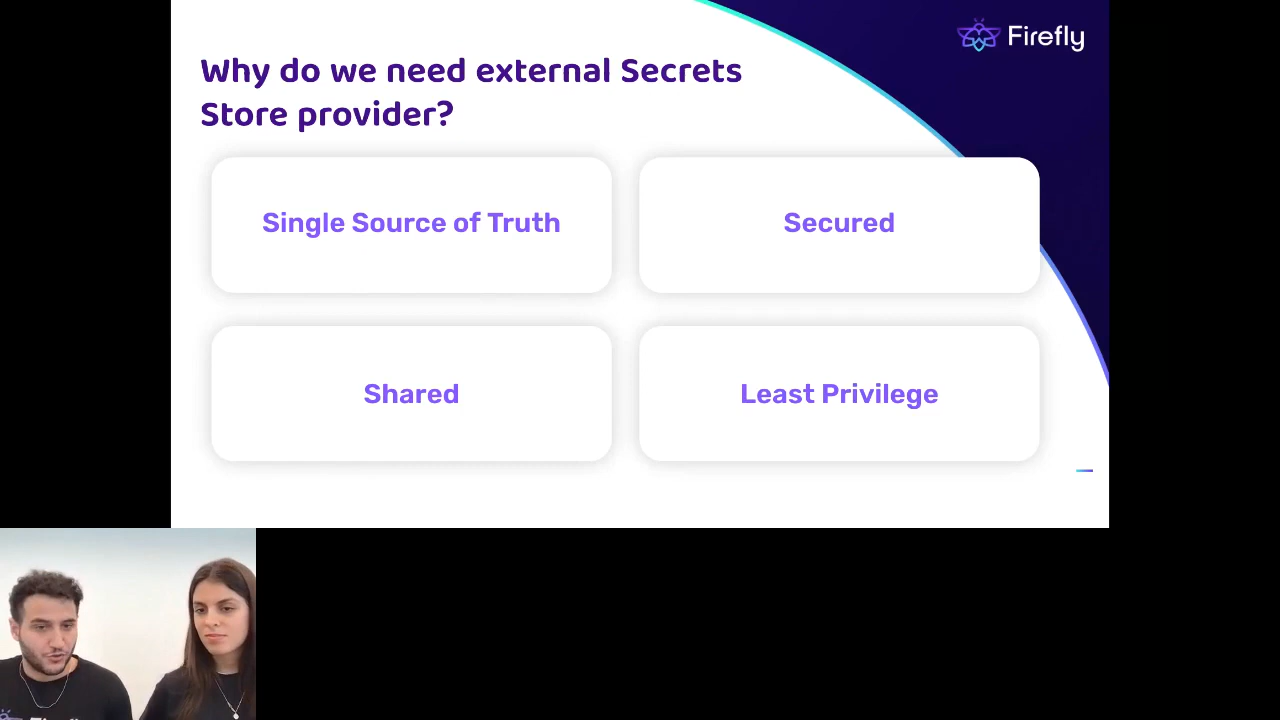 Firefly
Why do we need external Secrets
Store provider?
Single Source of Truth
Secured
Shared
Least Privilege